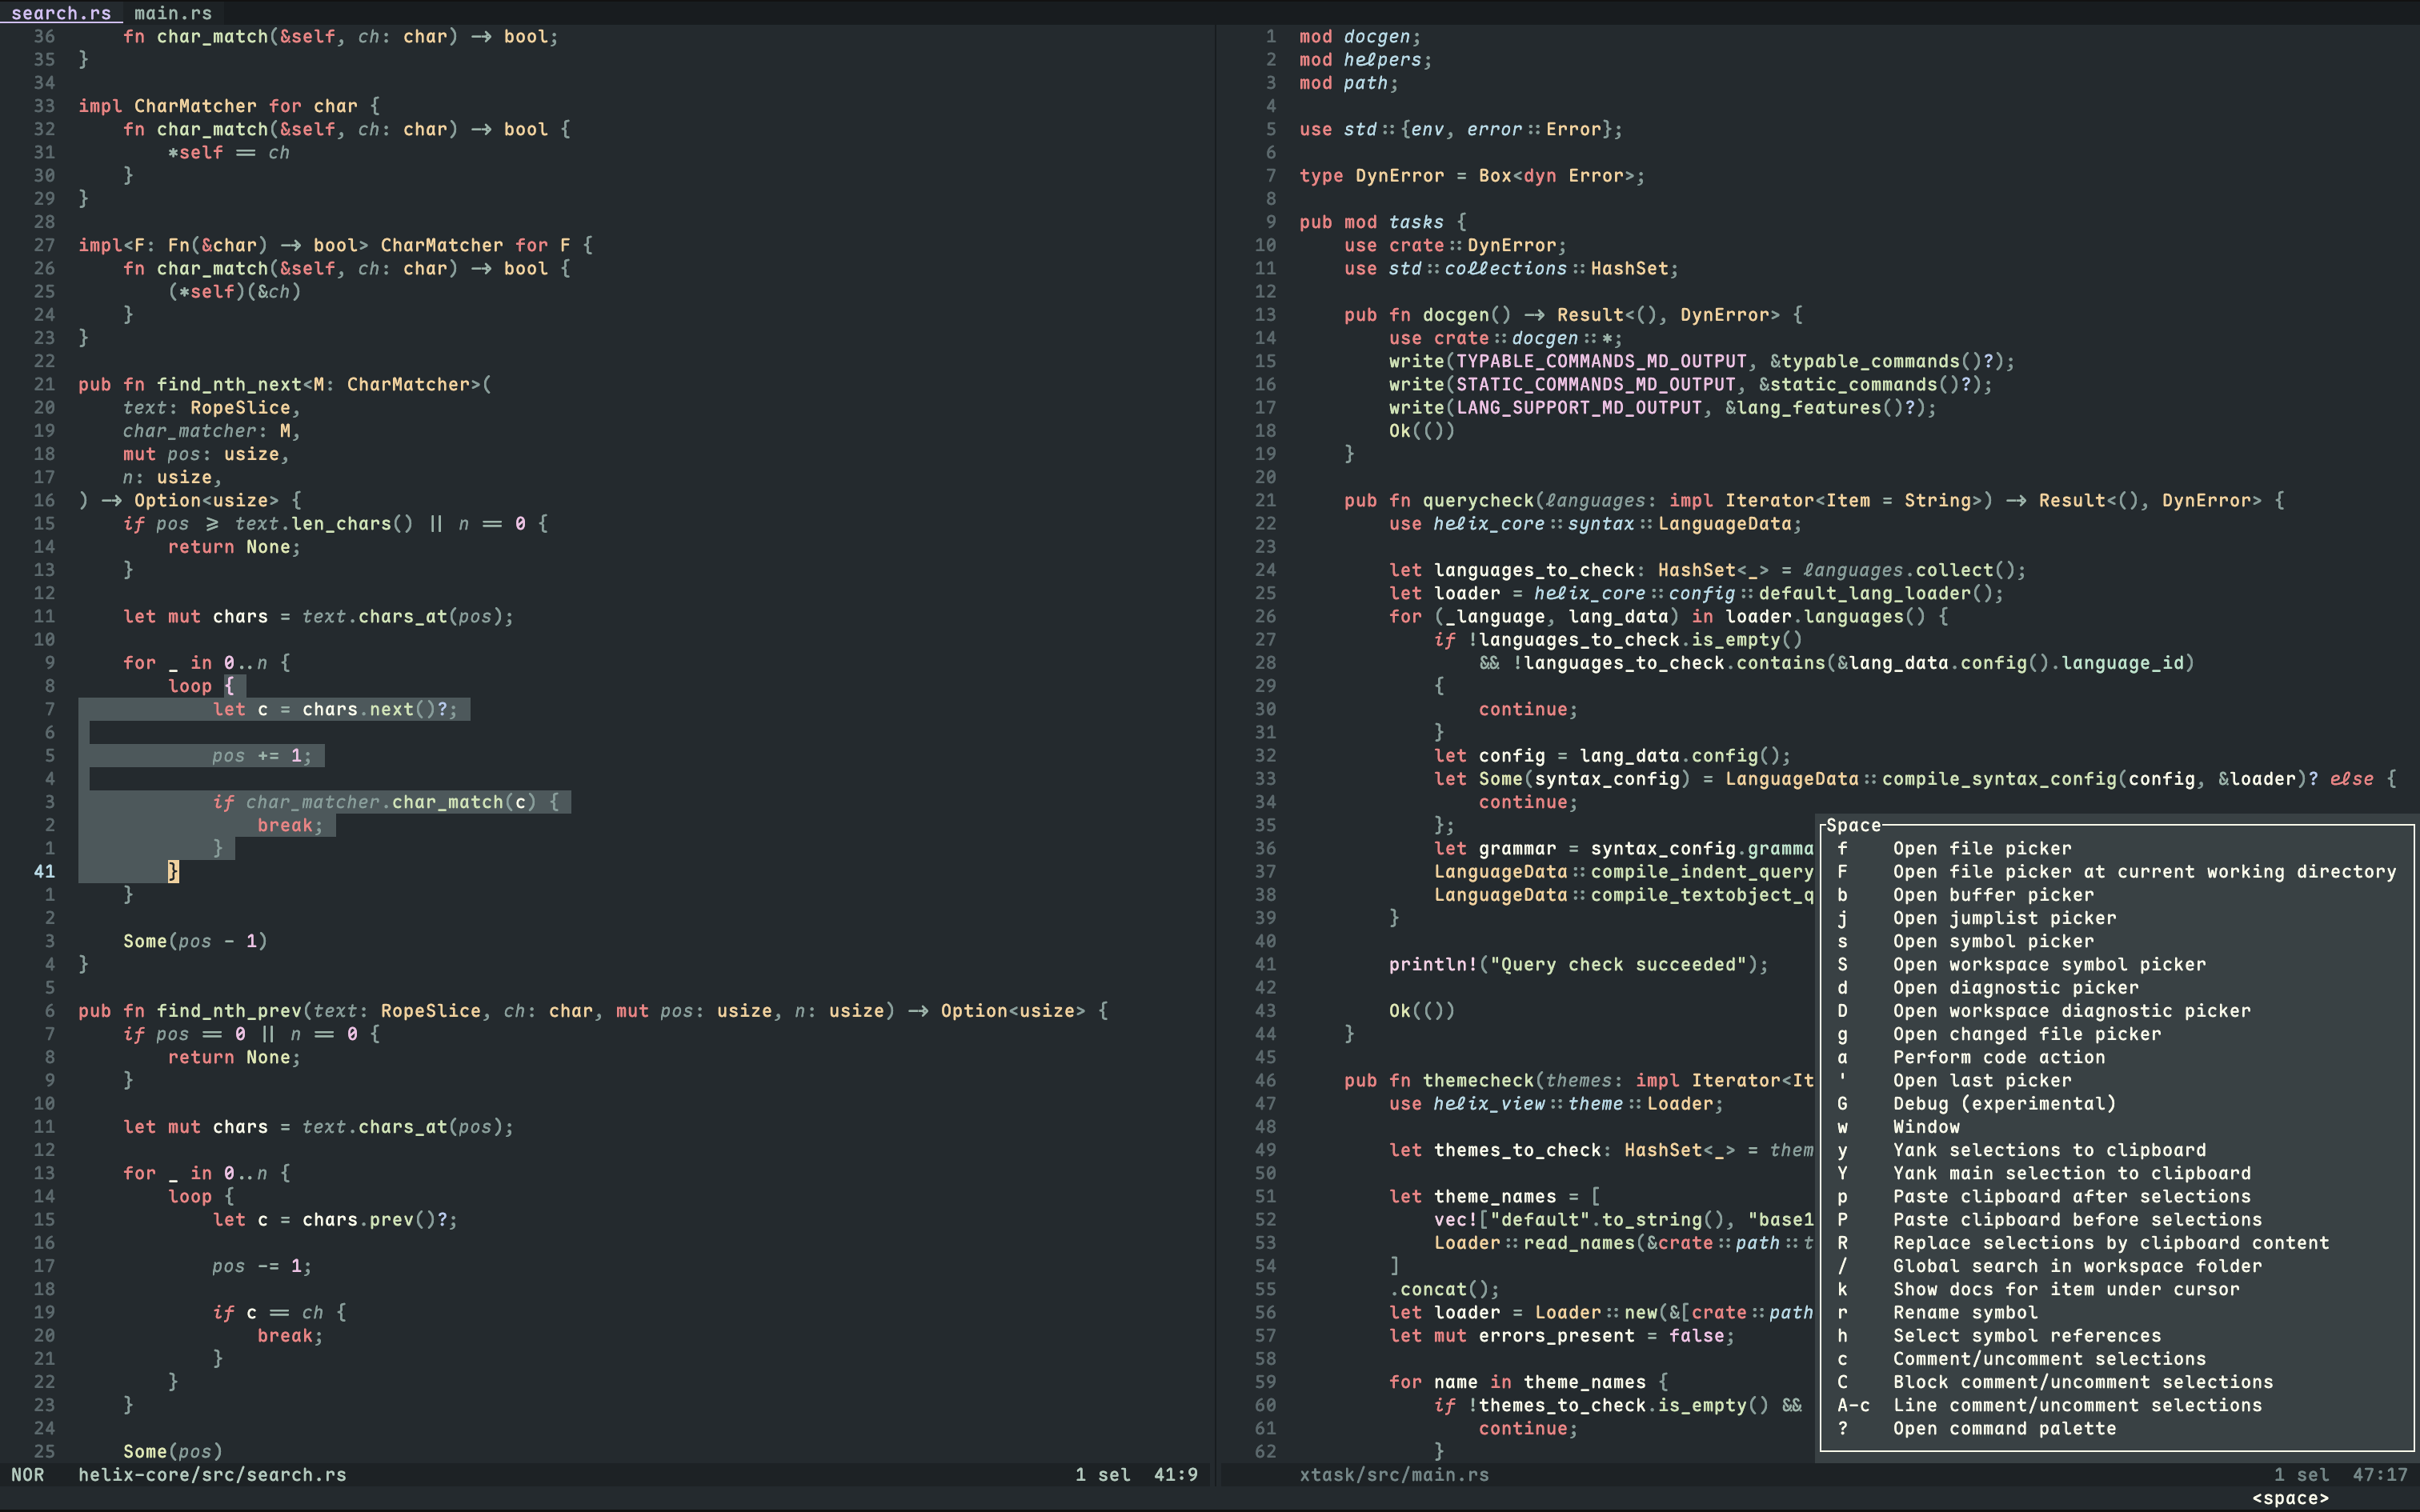 search.rs main.rs
36 fn char_match(&self, ch: char) -> bool;
35 }
34
33 impl CharMatcher for char {
32 fn char_match(&self, ch: char) -> bool {
31 *self == ch
30 }
29 }
28
27 impl<F: Fn(&char) -> bool> CharMatcher for F {
26 fn char_match(&self, ch: char) -> bool {
25 (*self)(&ch)
24 }
23 }
22
21 pub fn find_nth_next<M: CharMatcher>(
20 text: RopeSlice,
19 char_matcher: M,
18 mut pos: usize,
17 n: usize,
16 ) -> Option<usize> {
15 if pos >= text.len_chars() || n == 0 {
14 return None;
13 }
12
11 let mut chars = text.chars_at(pos);
10
9 for _ in 0..n {
8 loop {
7 let c = chars.next()?;
6
5 pos += 1;
4
3 if char_matcher.char_match(c) {
2 break;
1 }
41 }
1 }
2
3 Some(pos - 1)
4 }
5
6 pub fn find_nth_prev(text: RopeSlice, ch: char, mut pos: usize, n: usize) -> Option<usize> {
7 if pos == 0 || n == 0 {
8 return None;
9 }
10
11 let mut chars = text.chars_at(pos);
12
13 for _ in 0..n {
14 loop {
15 let c = chars.prev()?;
16
17 pos -= 1;
18
19 if c == ch {
20 break;
21 }
22 }
23 }
24
25 Some(pos)
NOR helix-core/src/search.rs 1 sel 41:9
1 mod docgen;
2 mod helpers;
3 mod path;
4
5 use std::{env, error::Error};
6
7 type DynError = Box<dyn Error>;
8
9 pub mod tasks {
10 use crate::DynError;
11 use std::collections::HashSet;
12
13 pub fn docgen() -> Result<(), DynError> {
14 use crate::docgen::*;
15 write(TYPABLE_COMMANDS_MD_OUTPUT, &typable_commands()?);
16 write(STATIC_COMMANDS_MD_OUTPUT, &static_commands()?);
17 write(LANG_SUPPORT_MD_OUTPUT, &lang_features()?);
18 Ok(())
19 }
20
21 pub fn querycheck(languages: impl Iterator<Item = String>) -> Result<(), DynError> {
22 use helix_core::syntax::LanguageData;
23
24 let languages_to_check: HashSet<_> = languages.collect();
25 let loader = helix_core::config::default_lang_loader();
26 for (_language, lang_data) in loader.languages() {
27 if !languages_to_check.is_empty()
28 && !languages_to_check.contains(&lang_data.config().language_id)
29 {
30 continue;
31 }
32 let config = lang_data.config();
33 let Some(syntax_config) = LanguageData::compile_syntax_config(config, &loader)? else {
34 continue;
35 };
36 let grammar = syntax_config.gramma
37 LanguageData::compile_indent_query
38 LanguageData::compile_textobject_q
39 }
40
41 println!("Query check succeeded");
42
43 Ok(())
44 }
45
46 pub fn themecheck(themes: impl Iterator<It
47 use helix_view::theme::Loader;
48
49 let themes_to_check: HashSet<_> = them
50
51 let theme_names = [
52 vec!["default".to_string(), "base1
53 Loader::read_names(&crate::path::t
54 ]
55 .concat();
56 let loader = Loader::new(&[crate::path
57 let mut errors_present = false;
58
59 for name in theme_names {
60 if !themes_to_check.is_empty() &&
61 continue;
62 }
Space
f Open file picker
F Open file picker at current working directory
b Open buffer picker
j Open jumplist picker
s Open symbol picker
S Open workspace symbol picker
d Open diagnostic picker
D Open workspace diagnostic picker
g Open changed file picker
a Perform code action
' Open last picker
G Debug (experimental)
w Window
y Yank selections to clipboard
Y Yank main selection to clipboard
p Paste clipboard after selections
P Paste clipboard before selections
R Replace selections by clipboard content
/ Global search in workspace folder
k Show docs for item under cursor
r Rename symbol
h Select symbol references
c Comment/uncomment selections
C Block comment/uncomment selections
A-c Line comment/uncomment selections
? Open command palette
xtask/src/main.rs 1 sel 47:17
<space>